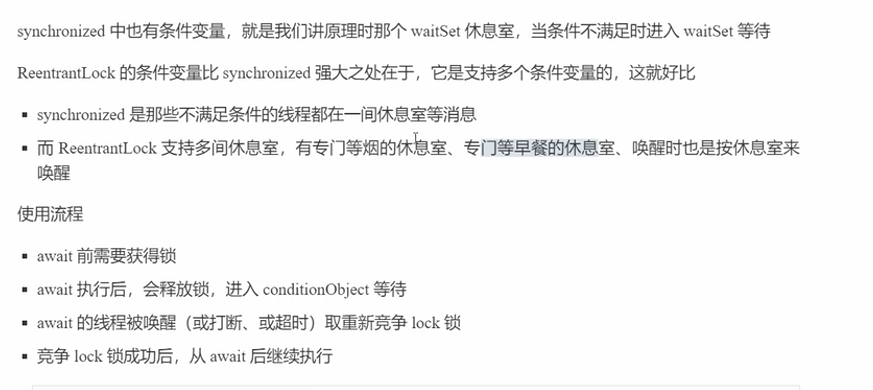 synchronized 中也有条件变量，就是我们讲原理时那个 waitSet 休息室，当条件不满足时进入 waitSet 等待
ReentrantLock 的条件变量比 synchronized 强大之处在于，它是支持多个条件变量的，这就好比
▪ synchronized 是那些不满足条件的线程都在一间休息室等消息
▪ 而 ReentrantLock 支持多间休息室，有专门等烟的休息室、专门等早餐的休息室、唤醒时也是按休息室来
唤醒
使用流程
▪ await 前需要获得锁
▪ await 执行后，会释放锁，进入 conditionObject 等待
▪ await 的线程被唤醒（或打断、或超时）取重新竞争 lock 锁
▪ 竞争 lock 锁成功后，从 await 后继续执行